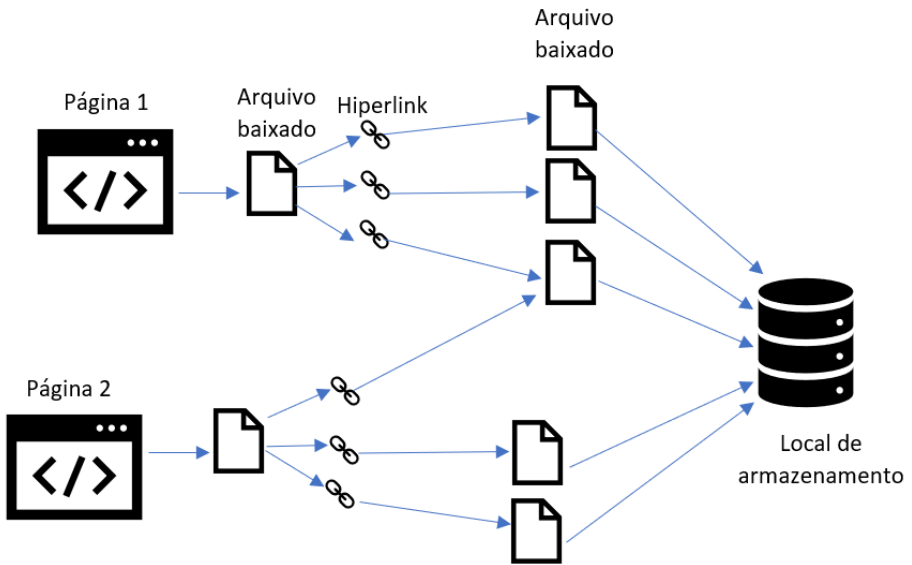 Arquivo
baixado
Página 1
Arquivo
baixado
Hiperlink
Página 2
Local de
armazenamento